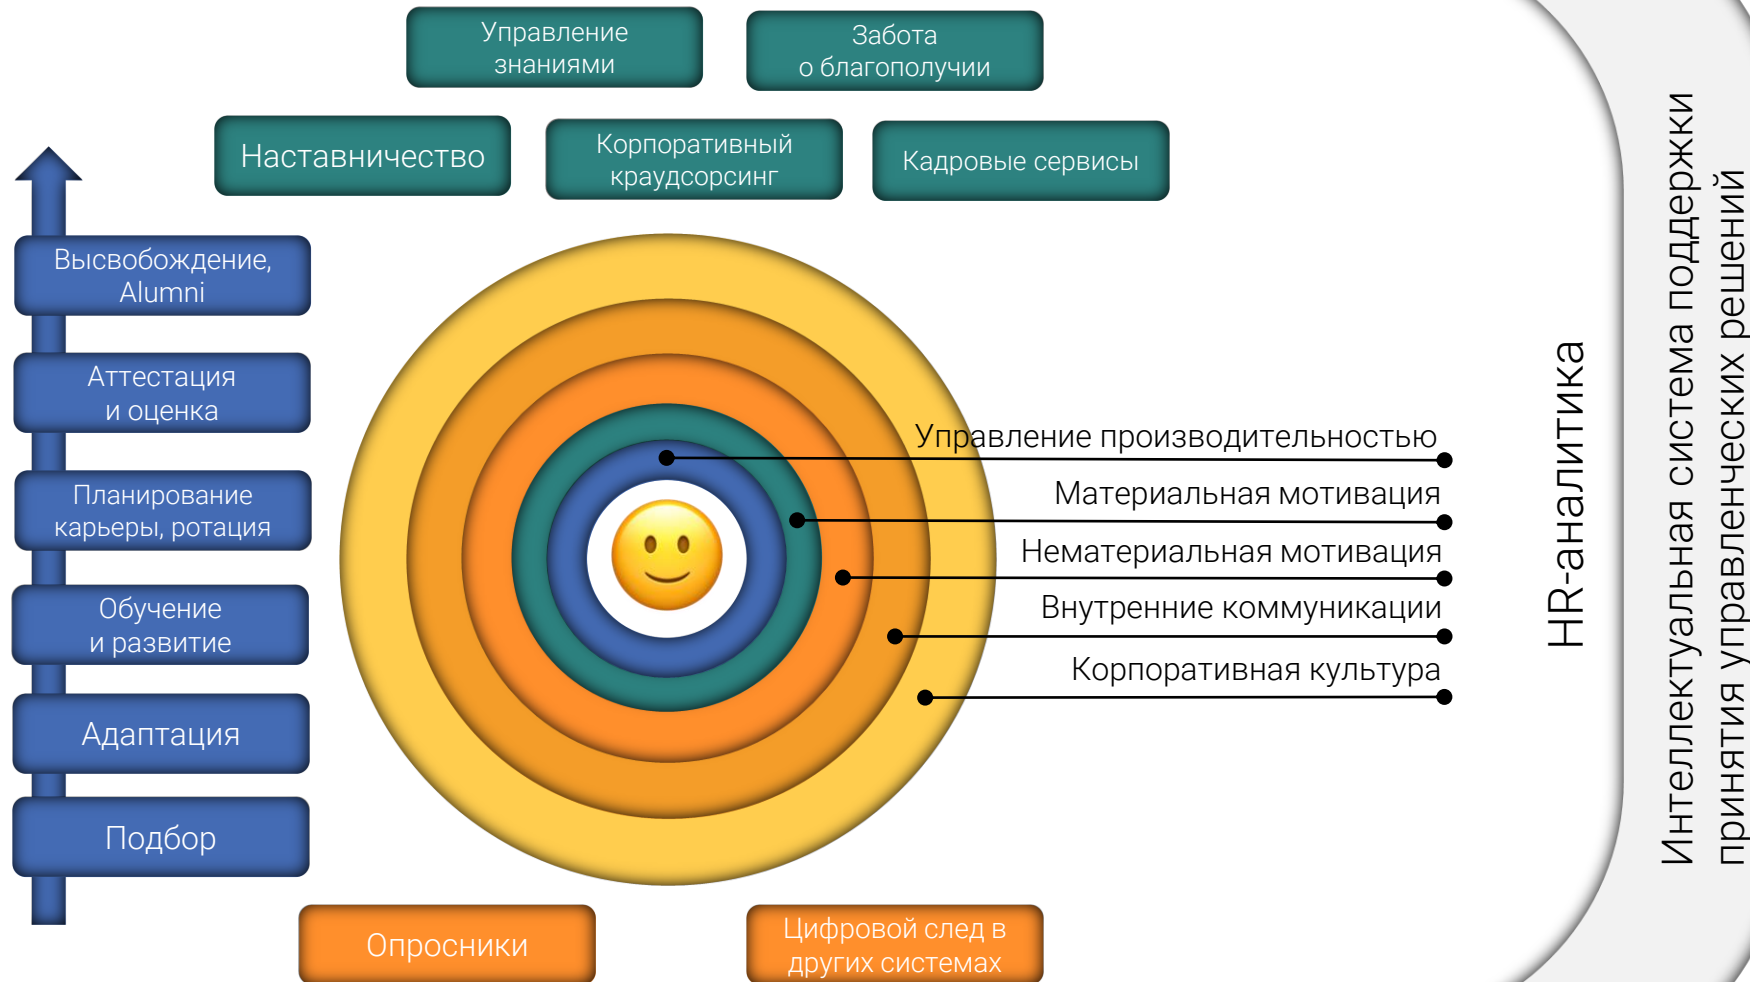 Управление
знаниями
Забота
о благополучии
Наставничество
Корпоративный
краудсорсинг
Кадровые сервисы
Высвобождение,
Alumni
Аттестация
и оценка
Планирование
карьеры, ротация
Обучение
и развитие
Адаптация
Подбор
Управление производительностью
Материальная мотивация
Нематериальная мотивация
Внутренние коммуникации
Корпоративная культура
Опросники
Цифровой след в
других системах
HR-аналитика
Интеллектуальная система поддержки
принятия управленческих решений